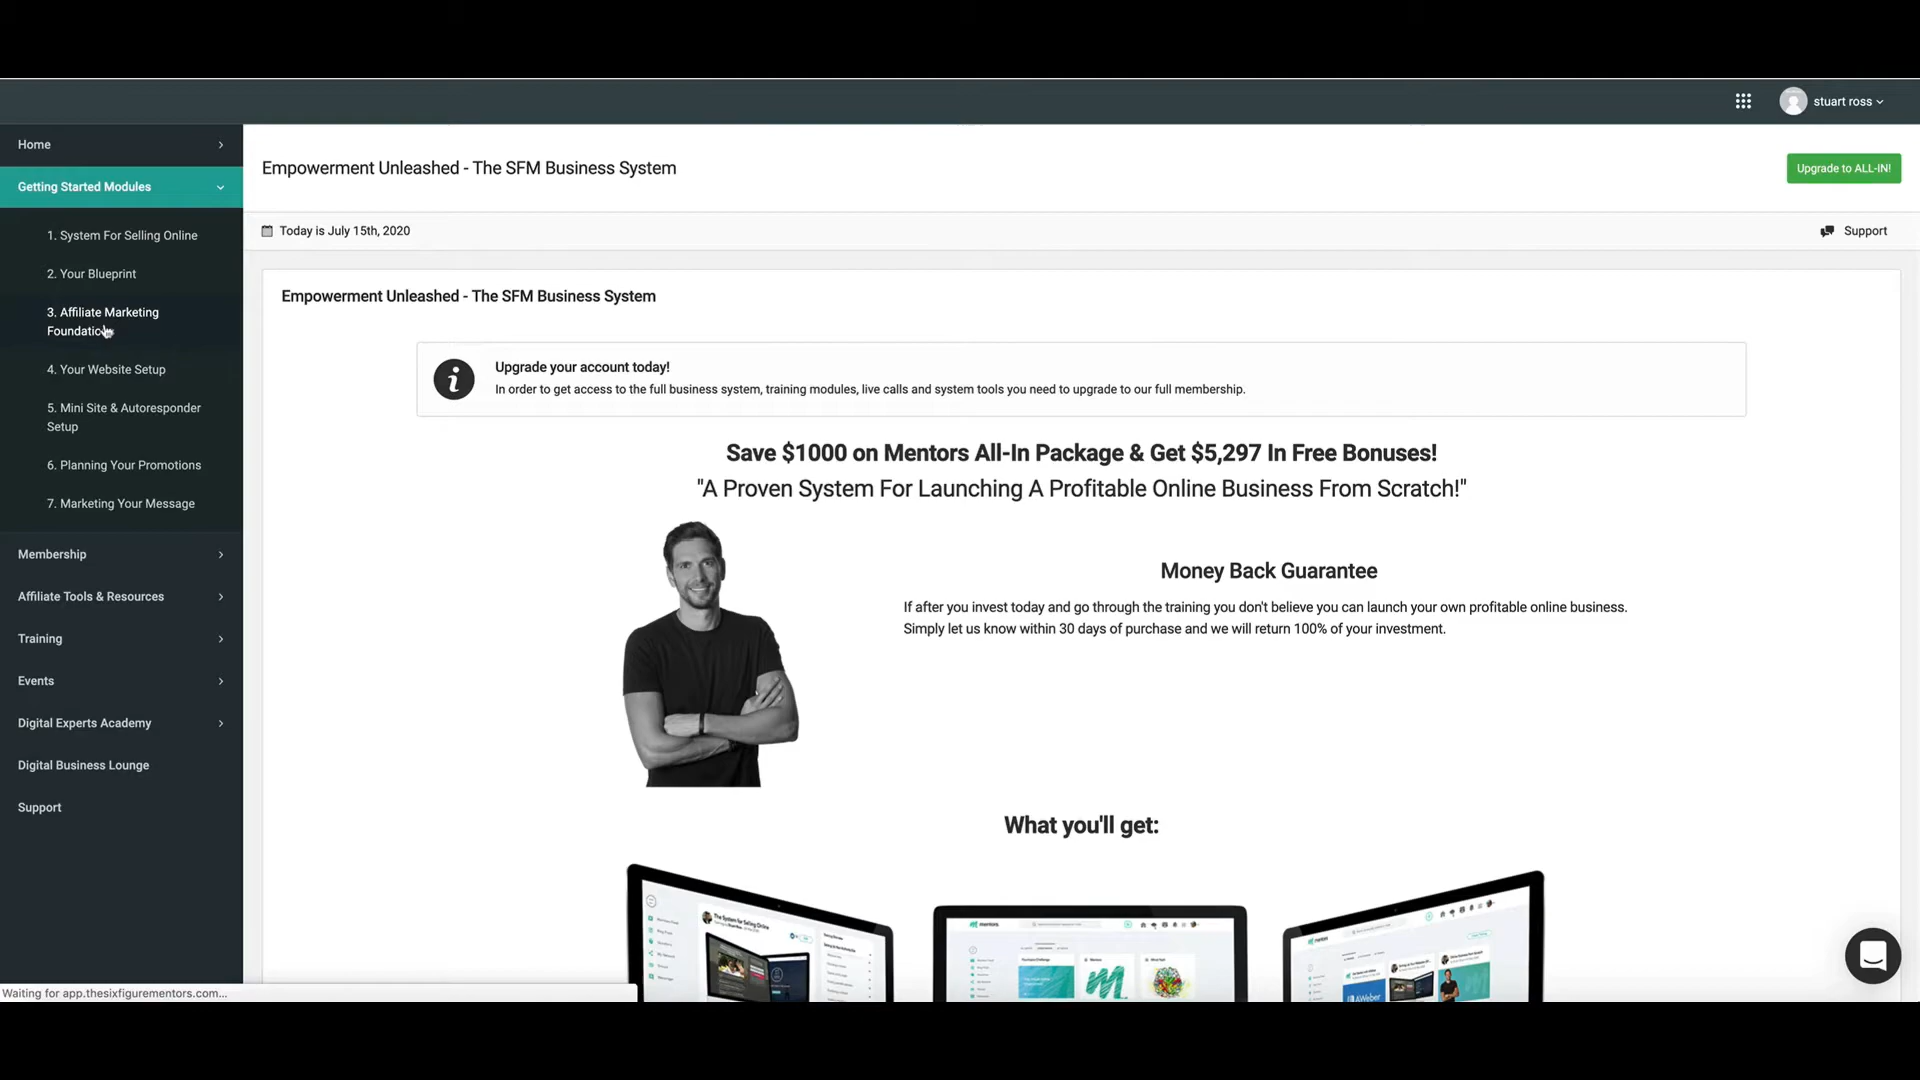 stuart ross
Home
Getting Started Modules
1. System For Selling Online
2. Your Blueprint
3. Affiliate Marketing
Foundation
4. Your Website Setup
5. Mini Site & Autoresponder
Setup
6. Planning Your Promotions
7. Marketing Your Message
Membership
Affiliate Tools & Resources
Training
Events
Digital Experts Academy
Digital Business Lounge
Support
Empowerment Unleashed - The SFM Business System
Upgrade to ALL-IN!
Today is July 15th, 2020
Support
Empowerment Unleashed - The SFM Business System
Upgrade your account today!
In order to get access to the full business system, training modules, live calls and system tools you need to upgrade to our full membership.
Save $1000 on Mentors All-In Package & Get $5,297 In Free Bonuses!
"A Proven System For Launching A Profitable Online Business From Scratch!"
Money Back Guarantee
If after you invest today and go through the training you don't believe you can launch your own profitable online business.
Simply let us know within 30 days of purchase and we will return 100% of your investment.
What you'll get:
The System for Selling Online
mentors
AWeber
Waiting for app.thesixfigurementors.com...